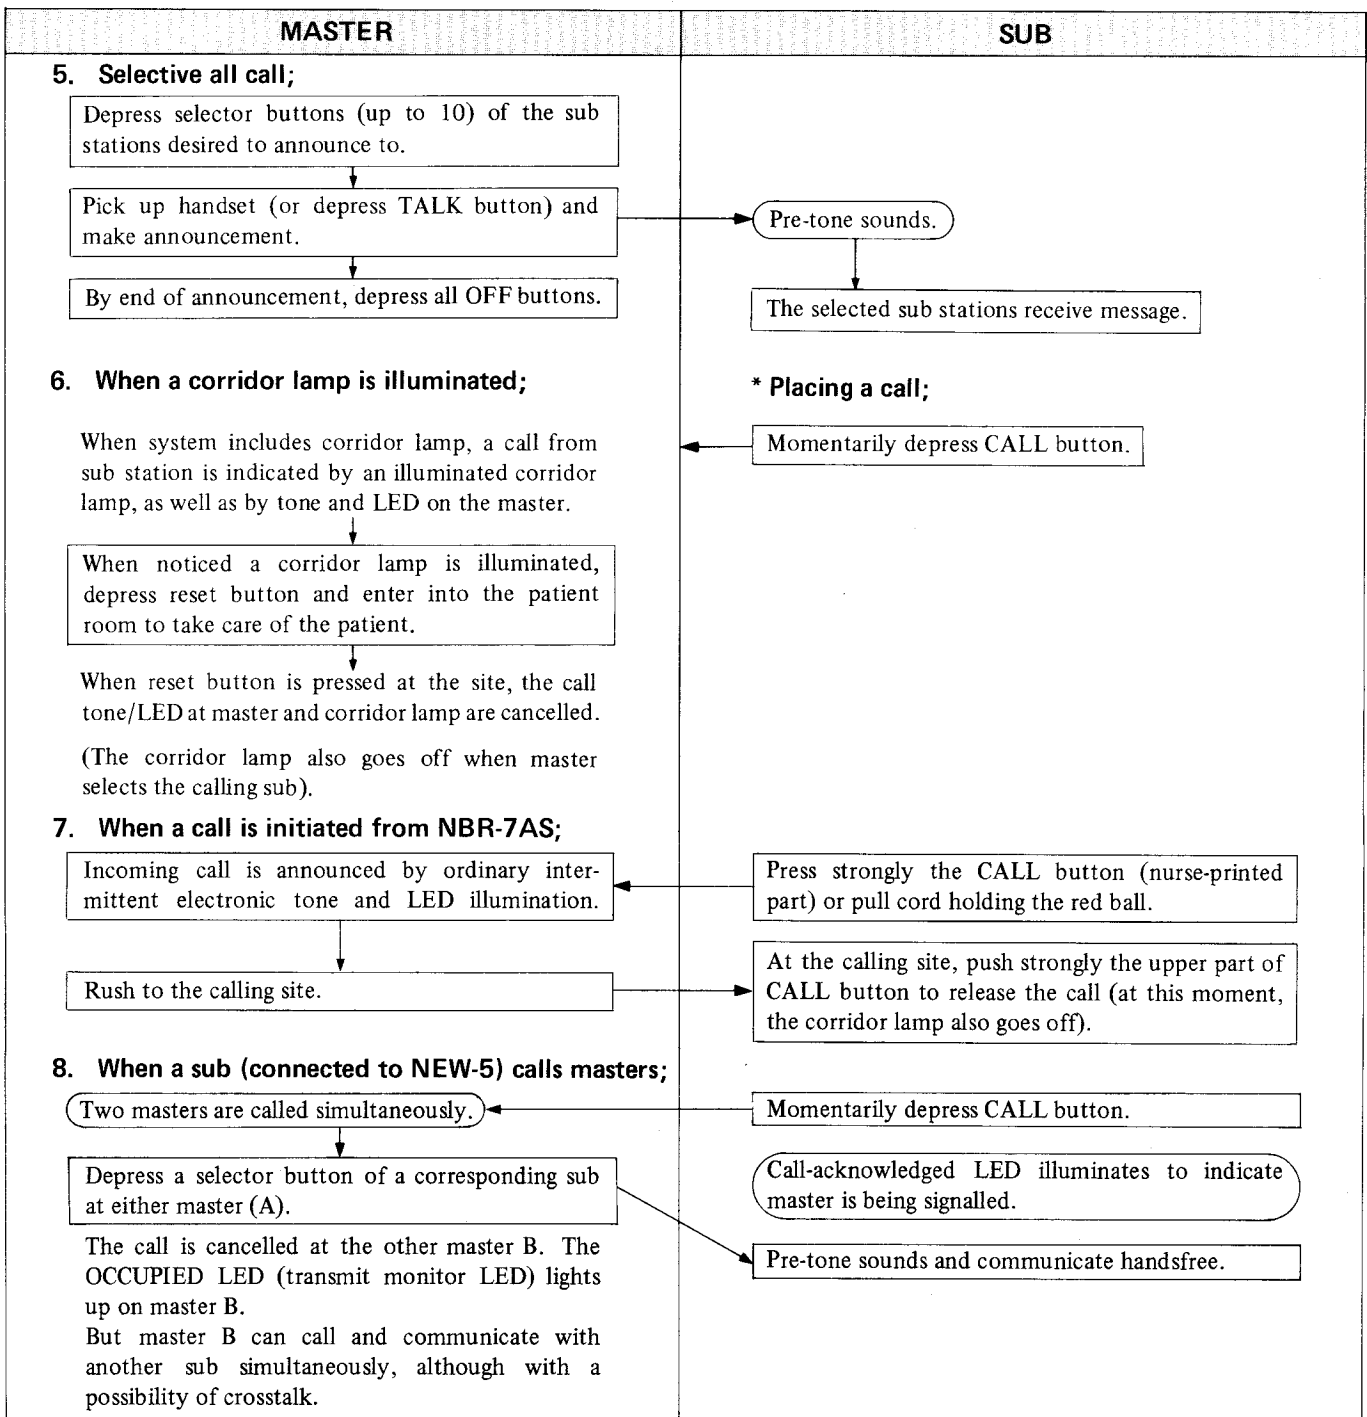 MASTER
SUB
5. Selective all call;
Depress selector buttons (up to 10) of the sub
stations desired to announce to.
Pick up handset (or depress TALK button) and
make announcement.
Pre-tone sounds.
By end of announcement, depress all OFF buttons.
The selected sub stations receive message.
6. When a corridor lamp is illuminated;
* Placing a call;
When system includes corridor lamp, a call from
sub station is indicated by an illuminated corridor
lamp, as well as by tone and LED on the master.
Momentarily depress CALL button.
When noticed a corridor lamp is illuminated,
depress reset button and enter into the patient
room to take care of the patient.
When reset button is pressed at the site, the call
tone/LED at master and corridor lamp are cancelled.
(The corridor lamp also goes off when master
selects the calling sub).
7. When a call is initiated from NBR-7AS;
Incoming call is announced by ordinary inter-
mittent electronic tone and LED illumination.
Press strongly the CALL button (nurse-printed
part) or pull cord holding the red ball.
Rush to the calling site.
At the calling site, push strongly the upper part of
CALL button to release the call (at this moment,
the corridor lamp also goes off).
8. When a sub (connected to NEW-5) calls masters;
Two masters are called simultaneously.
Momentarily depress CALL button.
Depress a selector button of a corresponding sub
at either master (A).
Call-acknowledged LED illuminates to indicate
master is being signalled.
Pre-tone sounds and communicate handsfree.
The call is cancelled at the other master B. The
OCCUPIED LED (transmit monitor LED) lights
up on master B.
But master B can call and communicate with
another sub simultaneously, although with a
possibility of crosstalk.